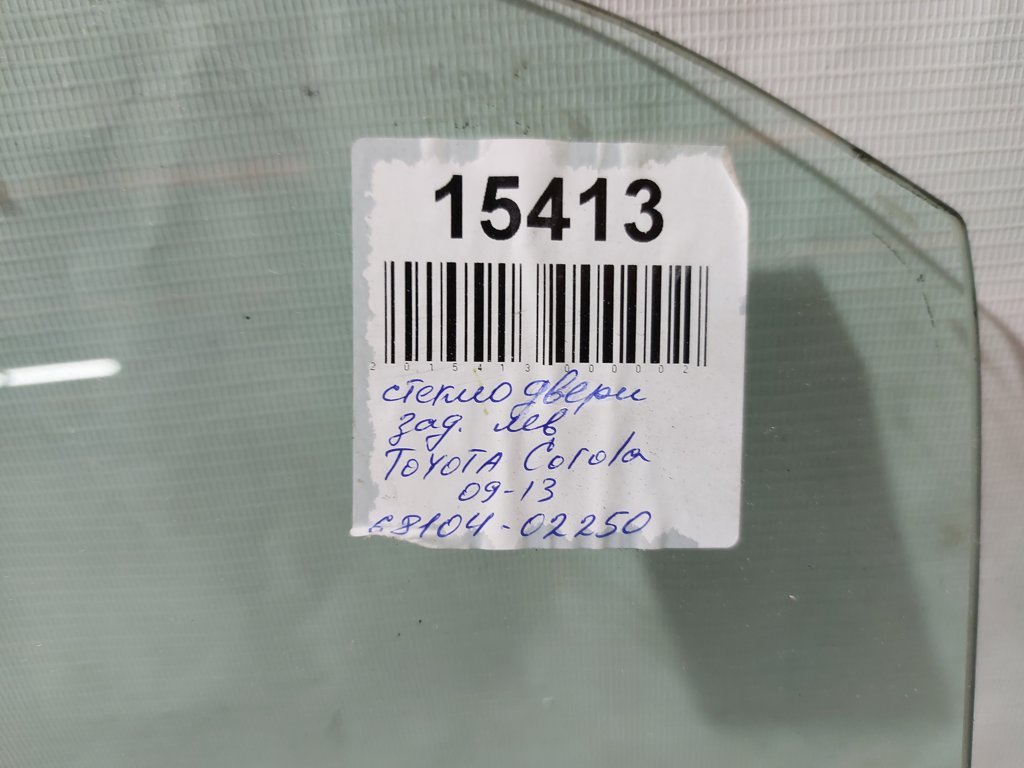 15413
2015413000002
стекло двери
зад. лев
TOYOTA Corola
09-13
68104-02250